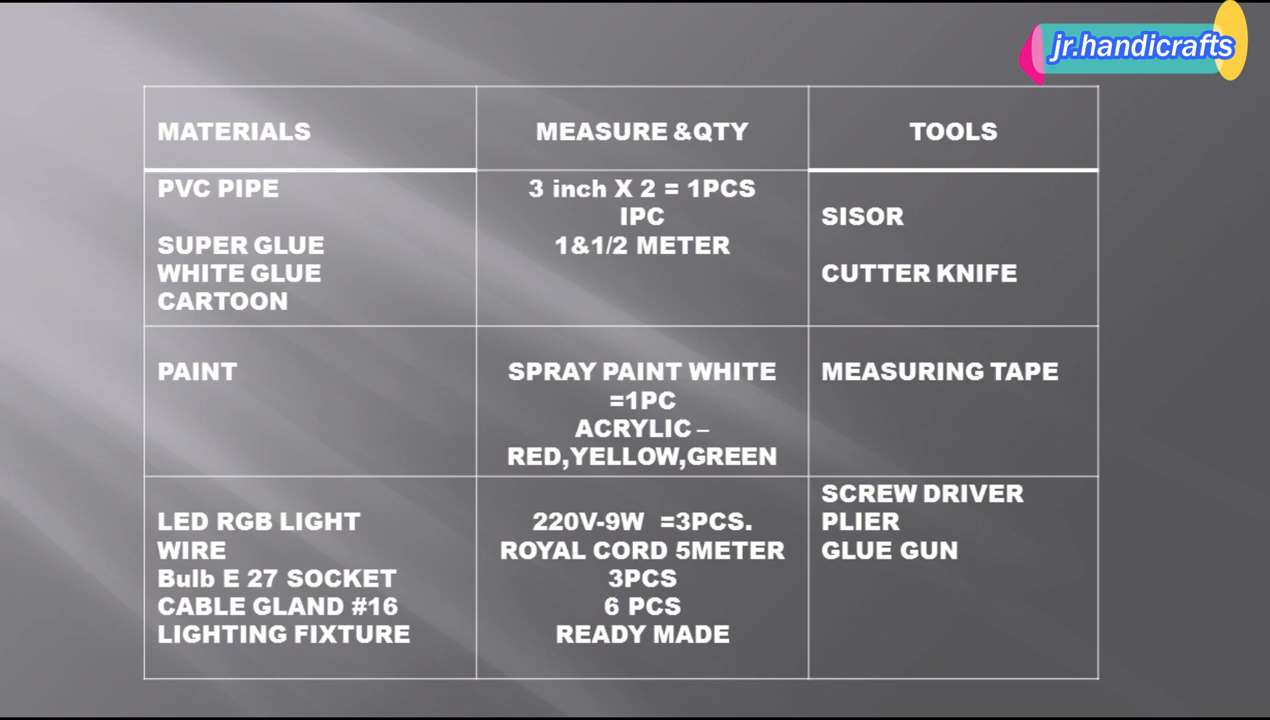 jr.handicrafts
MATERIALS
MEASURE &QTY
TOOLS
PVC PIPE
SUPER GLUE
WHITE GLUE
CARTOON
3 inch X 2 = 1PCS
IPC
1&1/2 METER
SISOR
CUTTER KNIFE
PAINT
SPRAY PAINT WHITE
=1PC
ACRYLIC –
RED,YELLOW,GREEN
MEASURING TAPE
LED RGB LIGHT
WIRE
Bulb E 27 SOCKET
CABLE GLAND #16
LIGHTING FIXTURE
220V-9W =3PCS.
ROYAL CORD 5METER
3PCS
6 PCS
READY MADE
SCREW DRIVER
PLIER
GLUE GUN